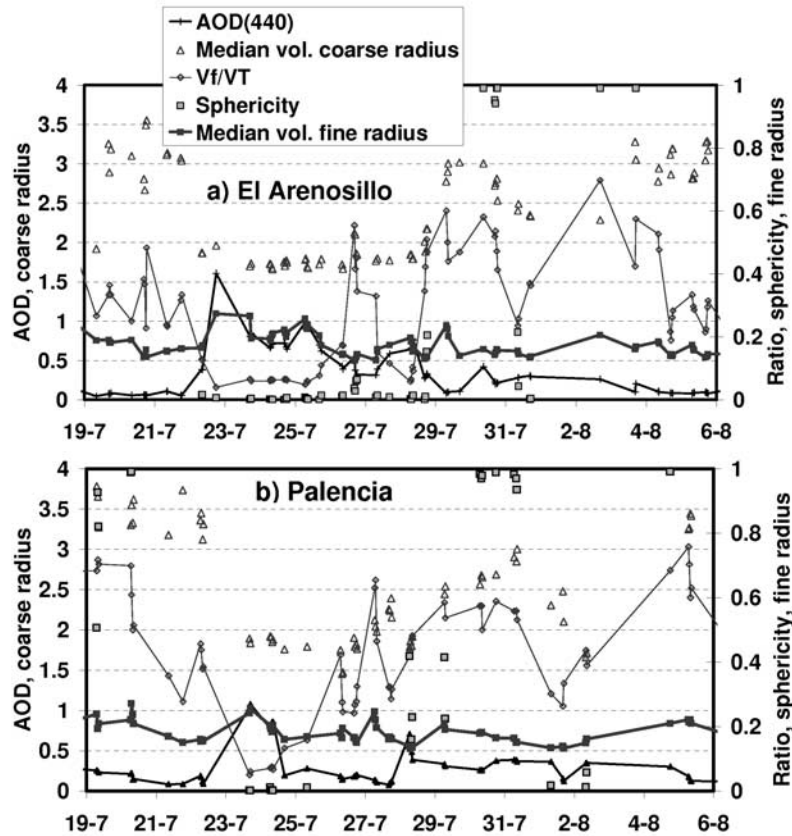 AOD(440)
Median vol. coarse radius
Vf/VT
Sphericity
Median vol. fine radius
a) El Arenosillo
AOD, coarse radius
4
3.5
3
2.5
2
1.5
1
0.5
0
1
0.8
0.6
0.4
0.2
0
Ratio, sphericity, fine radius
19-7 21-7 23-7 25-7 27-7 29-7 31-7 2-8 4-8 6-8
b) Palencia
AOD, coarse radius
4
3.5
3
2.5
2
1.5
1
0.5
0
1
0.8
0.6
0.4
0.2
0
Ratio, sphericity, fine radius
19-7 21-7 23-7 25-7 27-7 29-7 31-7 2-8 4-8 6-8